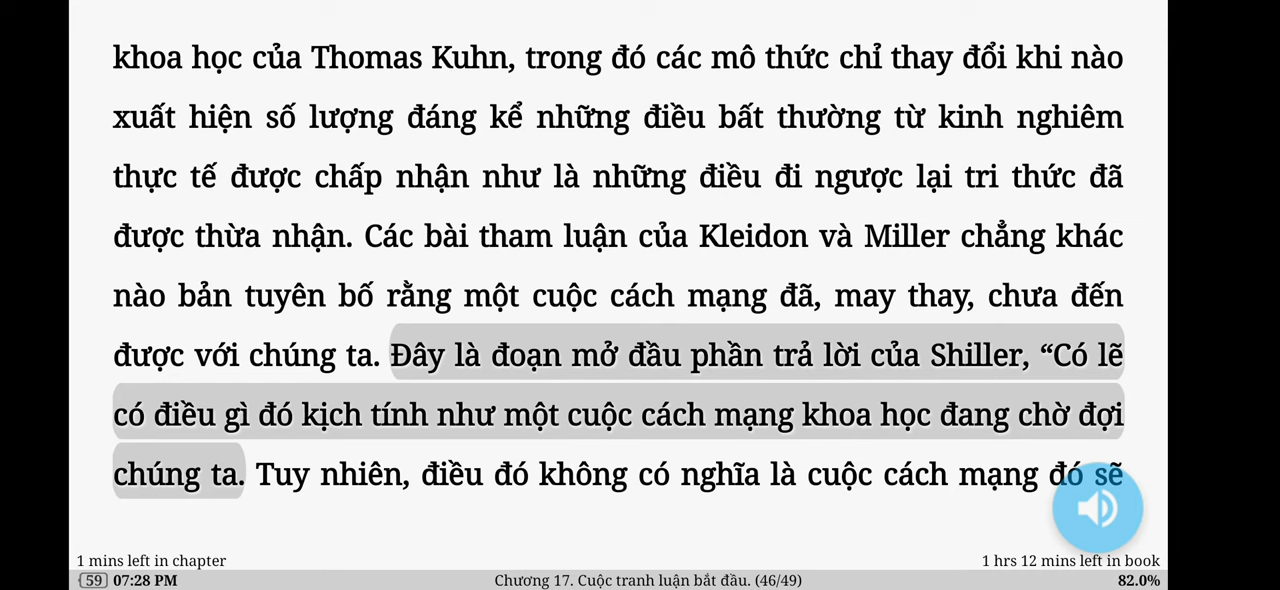 khoa học của Thomas Kuhn, trong đó các mô thức chỉ thay đổi khi nào
xuất hiện số lượng đáng kể những điều bất thường từ kinh nghiêm
thực tế được chấp nhận như là những điều đi ngược lại tri thức đã
được thừa nhận. Các bài tham luận của Kleidon và Miller chẳng khác
nào bản tuyên bố rằng một cuộc cách mạng đã, may thay, chưa đến
được với chúng ta. Đây là đoạn mở đầu phần trả lời của Shiller, “Có lẽ
có điều gì đó kịch tính như một cuộc cách mạng khoa học đang chờ đợi
chúng ta. Tuy nhiên, điều đó không có nghĩa là cuộc cách mạng đó sẽ
1 mins left in chapter 1 hrs 12 mins left in book
59 07:28 PM Chương 17. Cuộc tranh luận bắt đầu. (46/49) 82.0%